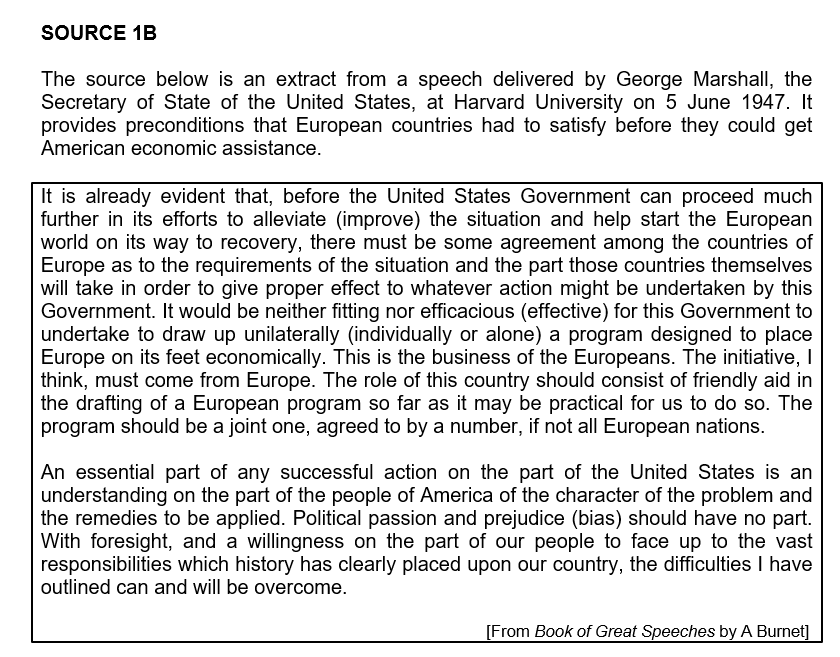 SOURCE 1B
The source below is an extract from a speech delivered by George Marshall, the
Secretary of State of the United States, at Harvard University on 5 June 1947. It
provides preconditions that European countries had to satisfy before they could get
American economic assistance.
It is already evident that, before the United States Government can proceed much
further in its efforts to alleviate (improve) the situation and help start the European
world on its way to recovery, there must be some agreement among the countries of
Europe as to the requirements of the situation and the part those countries themselves
will take in order to give proper effect to whatever action might be undertaken by this
Government. It would be neither fitting nor efficacious (effective) for this Government to
undertake to draw up unilaterally (individually or alone) a program designed to place
Europe on its feet economically. This is the business of the Europeans. The initiative, I
think, must come from Europe. The role of this country should consist of friendly aid in
the drafting of a European program so far as it may be practical for us to do so. The
program should be a joint one, agreed to by a number, if not all European nations.
An essential part of any successful action on the part of the United States is an
understanding on the part of the people of America of the character of the problem and
the remedies to be applied. Political passion and prejudice (bias) should have no part.
With foresight, and a willingness on the part of our people to face up to the vast
responsibilities which history has clearly placed upon our country, the difficulties I have
outlined can and will be overcome.
[From Book of Great Speeches by A Burnet]